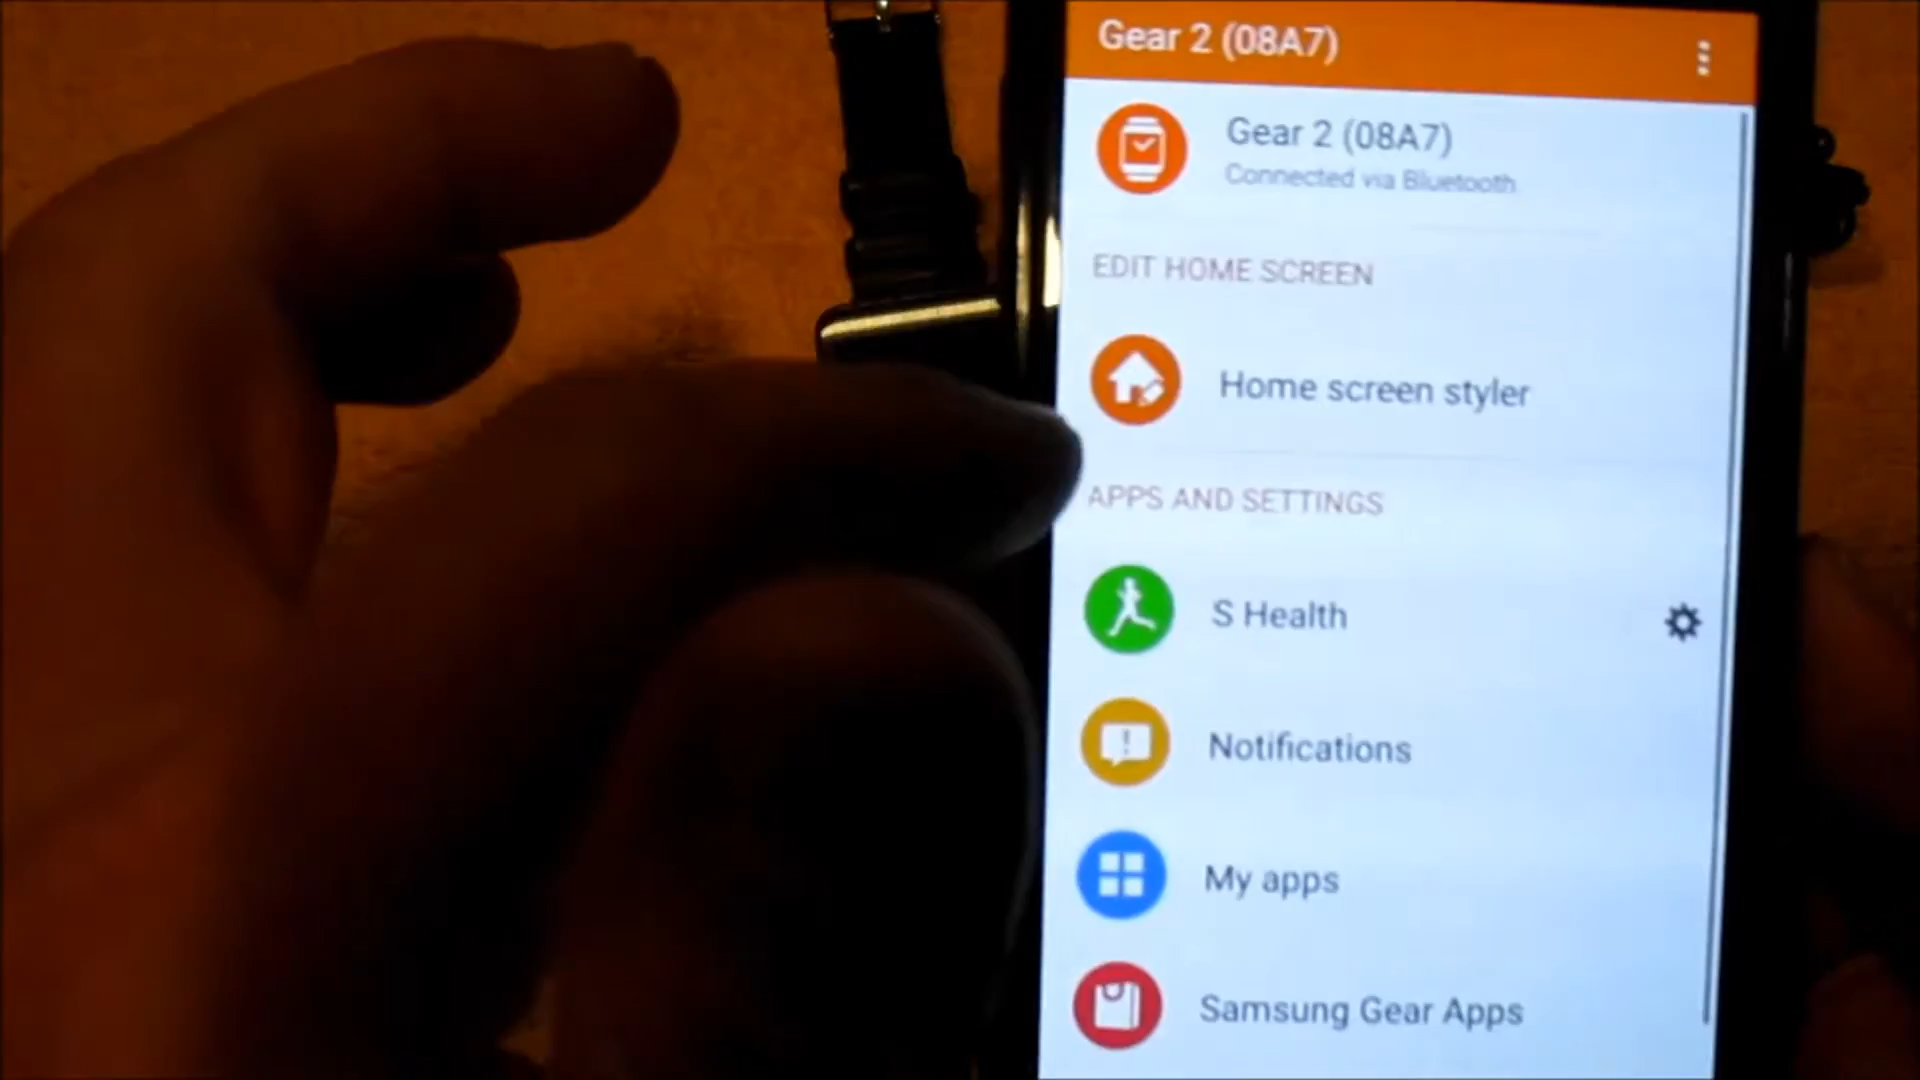 Gear 2 (08A7)
Gear 2 (08A7)
Connected via Bluetooth
EDIT HOME SCREEN
Home screen styler
APPS AND SETTINGS
S Health
Notifications
My apps
Samsung Gear Apps